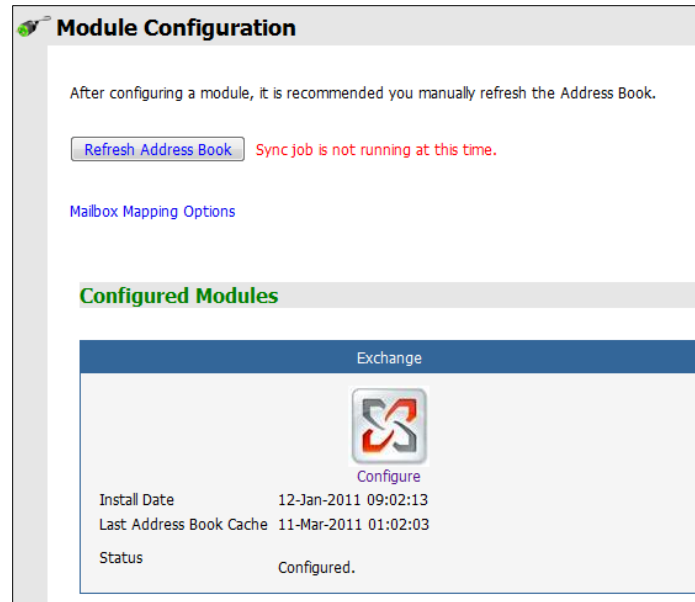 Module Configuration
After configuring a module, it is recommended you manually refresh the Address Book.
Refresh Address Book Sync job is not running at this time.
Mailbox Mapping Options
Configured Modules
Exchange
Configure
Install Date 12-Jan-2011 09:02:13
Last Address Book Cache 11-Mar-2011 01:02:03
Status
Configured.